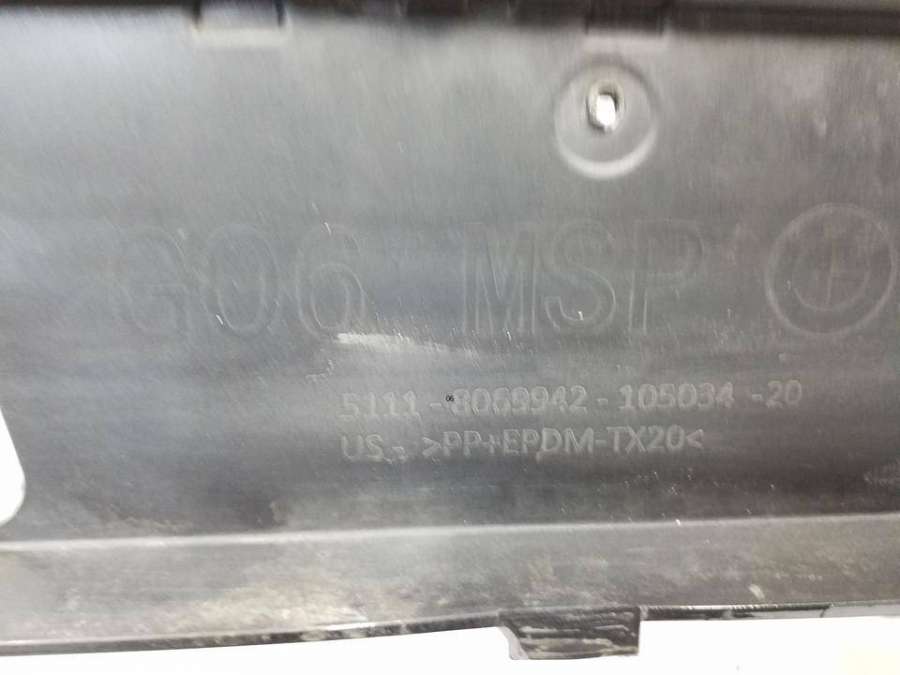 G06 MSP
5111-8069942-105034-20
US - >PP+EPDM-TX20<